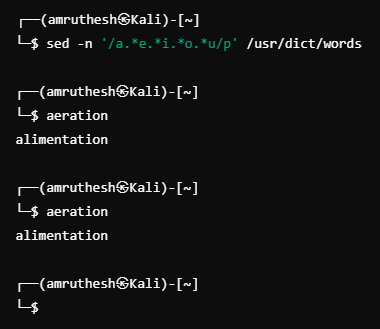 ┌──(amruthesh㉿Kali)-[~]
└─$ sed -n '/a.*e.*i.*o.*u/p' /usr/dict/words
┌──(amruthesh㉿Kali)-[~]
└─$ aeration
alimentation
┌──(amruthesh㉿Kali)-[~]
└─$ aeration
alimentation
┌──(amruthesh㉿Kali)-[~]
└─$